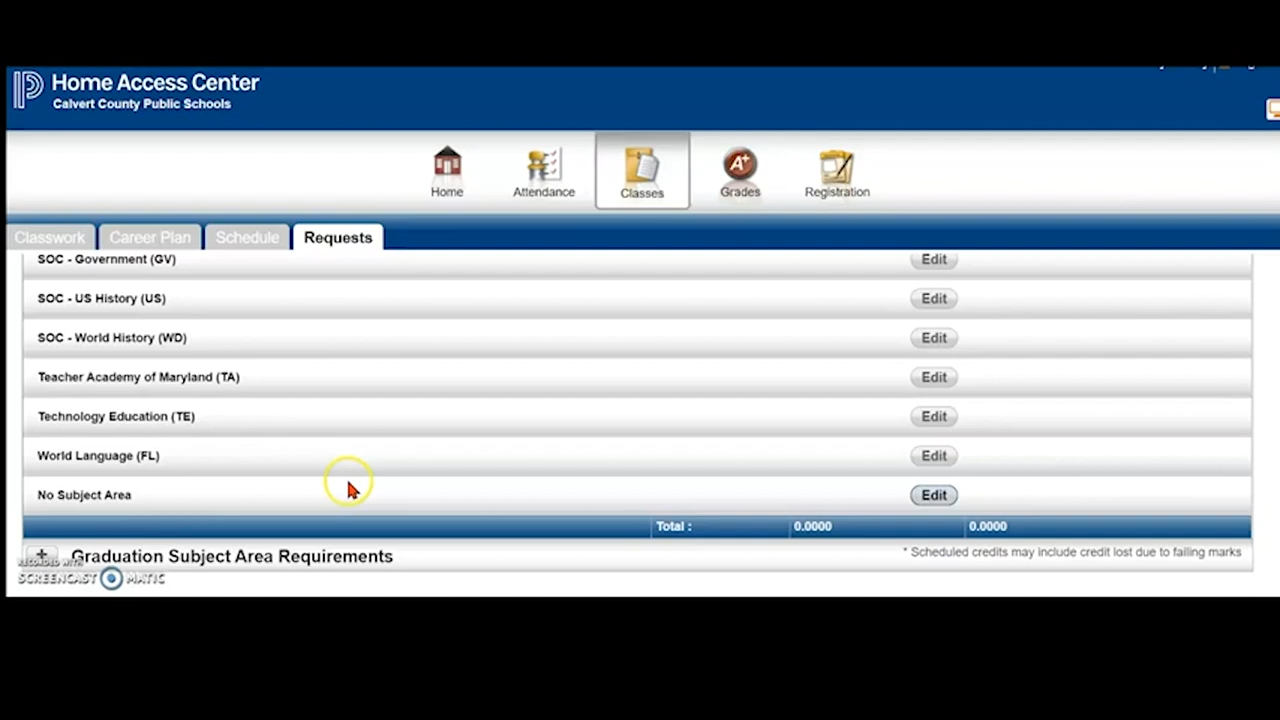 Home Access Center
Calvert County Public Schools
Home
Attendance
Classes
A+
Grades
Registration
Classwork
Career Plan
Schedule
Requests
SOC - Government (GV) Edit
SOC - US History (US) Edit
SOC - World History (WD) Edit
Teacher Academy of Maryland (TA) Edit
Technology Education (TE) Edit
World Language (FL) Edit
No Subject Area Edit
Total : 0.0000 0.0000
+ Graduation Subject Area Requirements
* Scheduled credits may include credit lost due to failing marks
RECORDED WITH
SCREENCAST MATIC